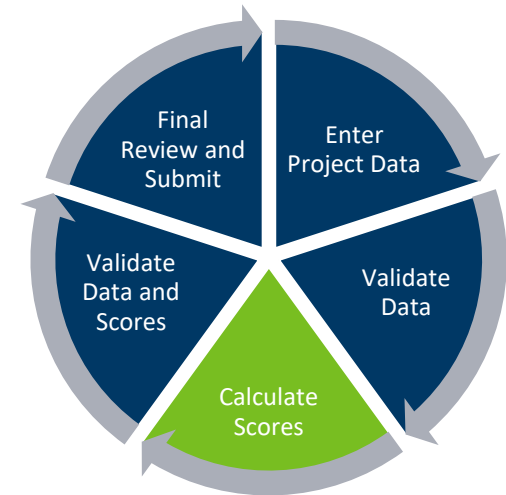 Enter
Project Data
Validate
Data
Calculate
Scores
Validate
Data and
Scores
Final
Review and
Submit